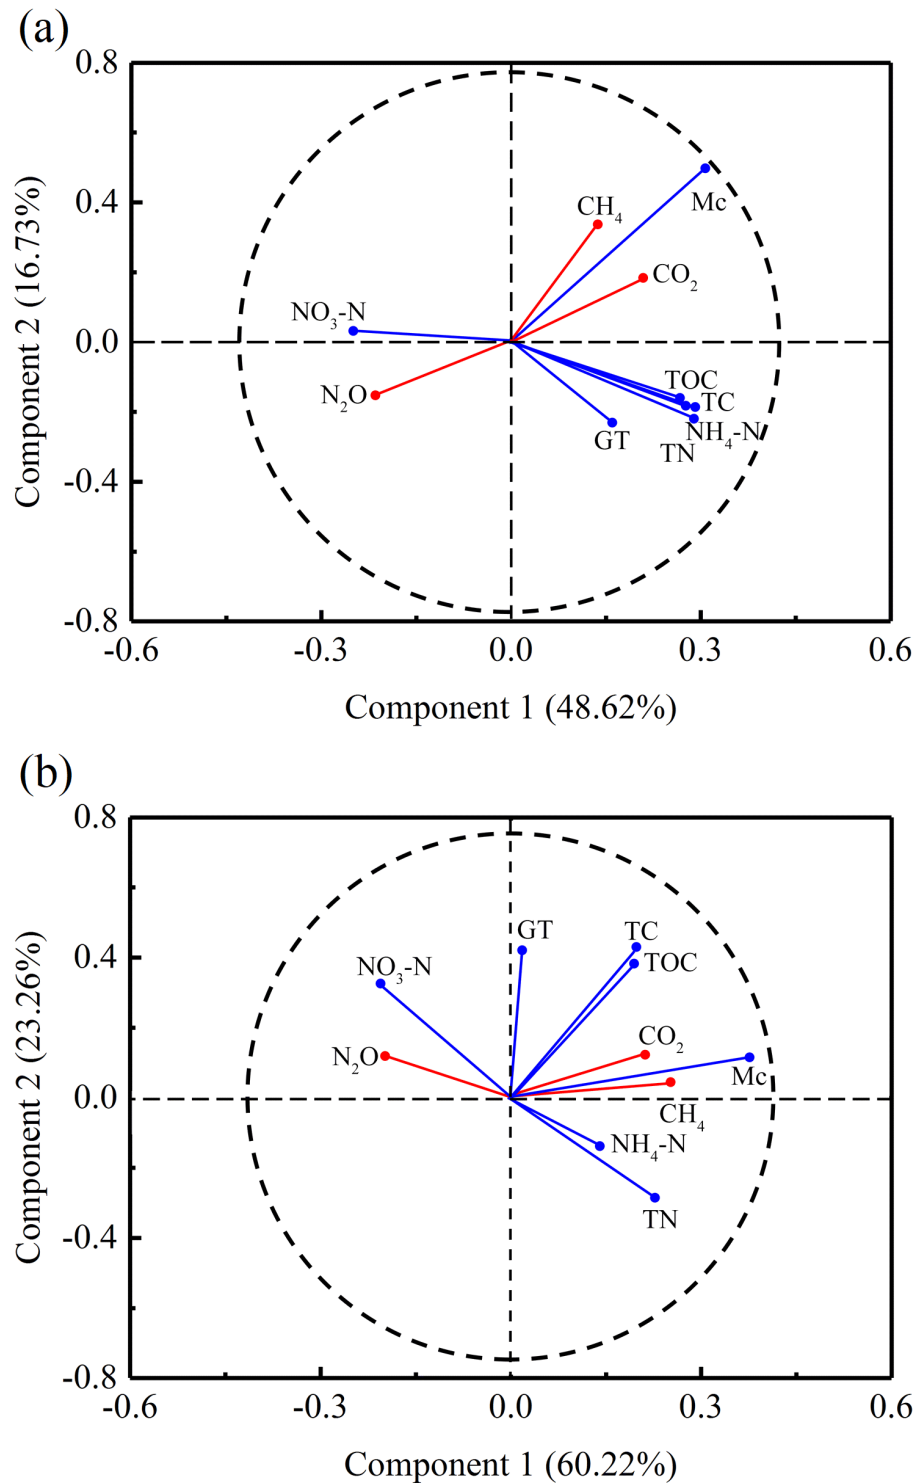 (a)
0.8
0.4
0.0
-0.4
-0.8
Component 2 (16.73%)
CH₄
Mc
CO₂
NO₃-N
N₂O
TOC
TC
NH₄-N
GT
TN
-0.6 -0.3 0.0 0.3 0.6
Component 1 (48.62%)
(b)
0.8
0.4
0.0
-0.4
-0.8
Component 2 (23.26%)
GT
TC
TOC
NO₃-N
N₂O
CO₂
Mc
CH₄
NH₄-N
TN
-0.6 -0.3 0.0 0.3 0.6
Component 1 (60.22%)